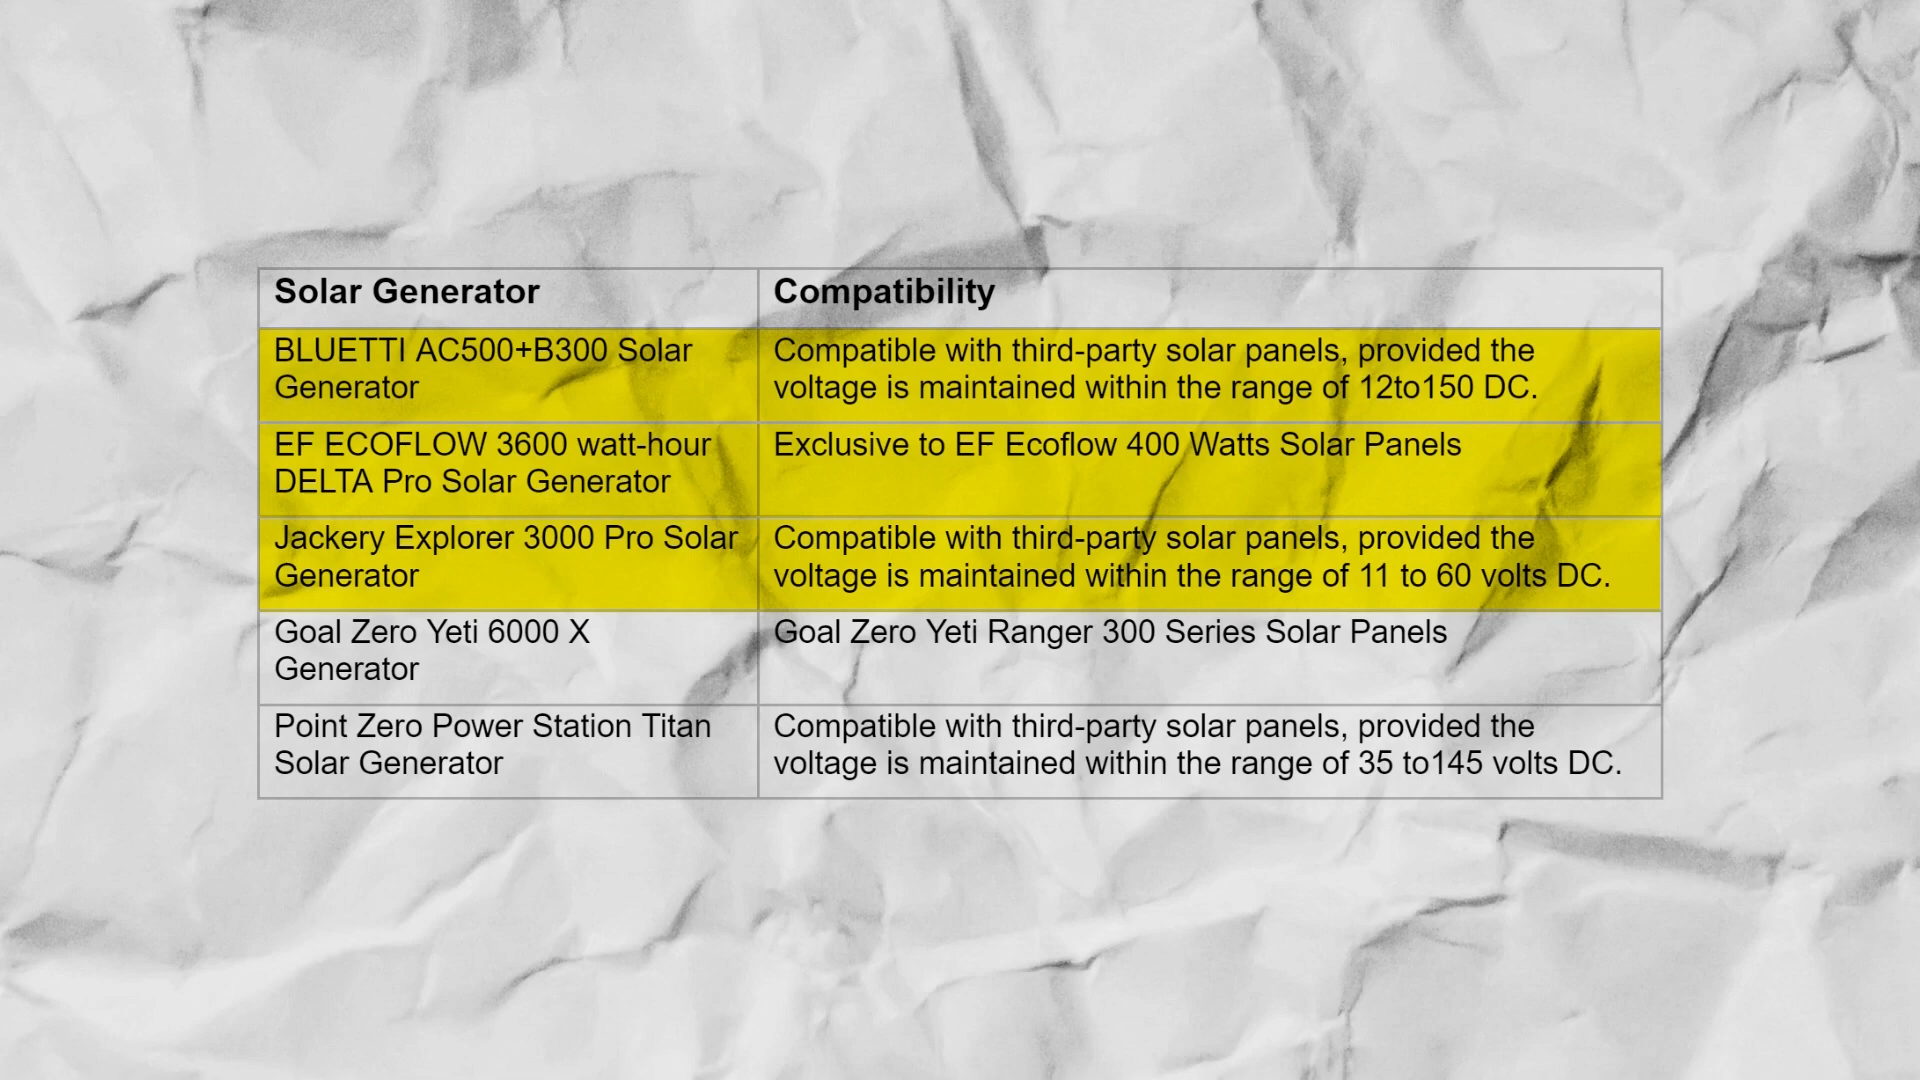 Solar Generator
Compatibility
BLUETTI AC500+B300 Solar
Generator
Compatible with third-party solar panels, provided the
voltage is maintained within the range of 12to150 DC.
EF ECOFLOW 3600 watt-hour
DELTA Pro Solar Generator
Exclusive to EF Ecoflow 400 Watts Solar Panels
Jackery Explorer 3000 Pro Solar
Generator
Compatible with third-party solar panels, provided the
voltage is maintained within the range of 11 to 60 volts DC.
Goal Zero Yeti 6000 X
Generator
Goal Zero Yeti Ranger 300 Series Solar Panels
Point Zero Power Station Titan
Solar Generator
Compatible with third-party solar panels, provided the
voltage is maintained within the range of 35 to145 volts DC.